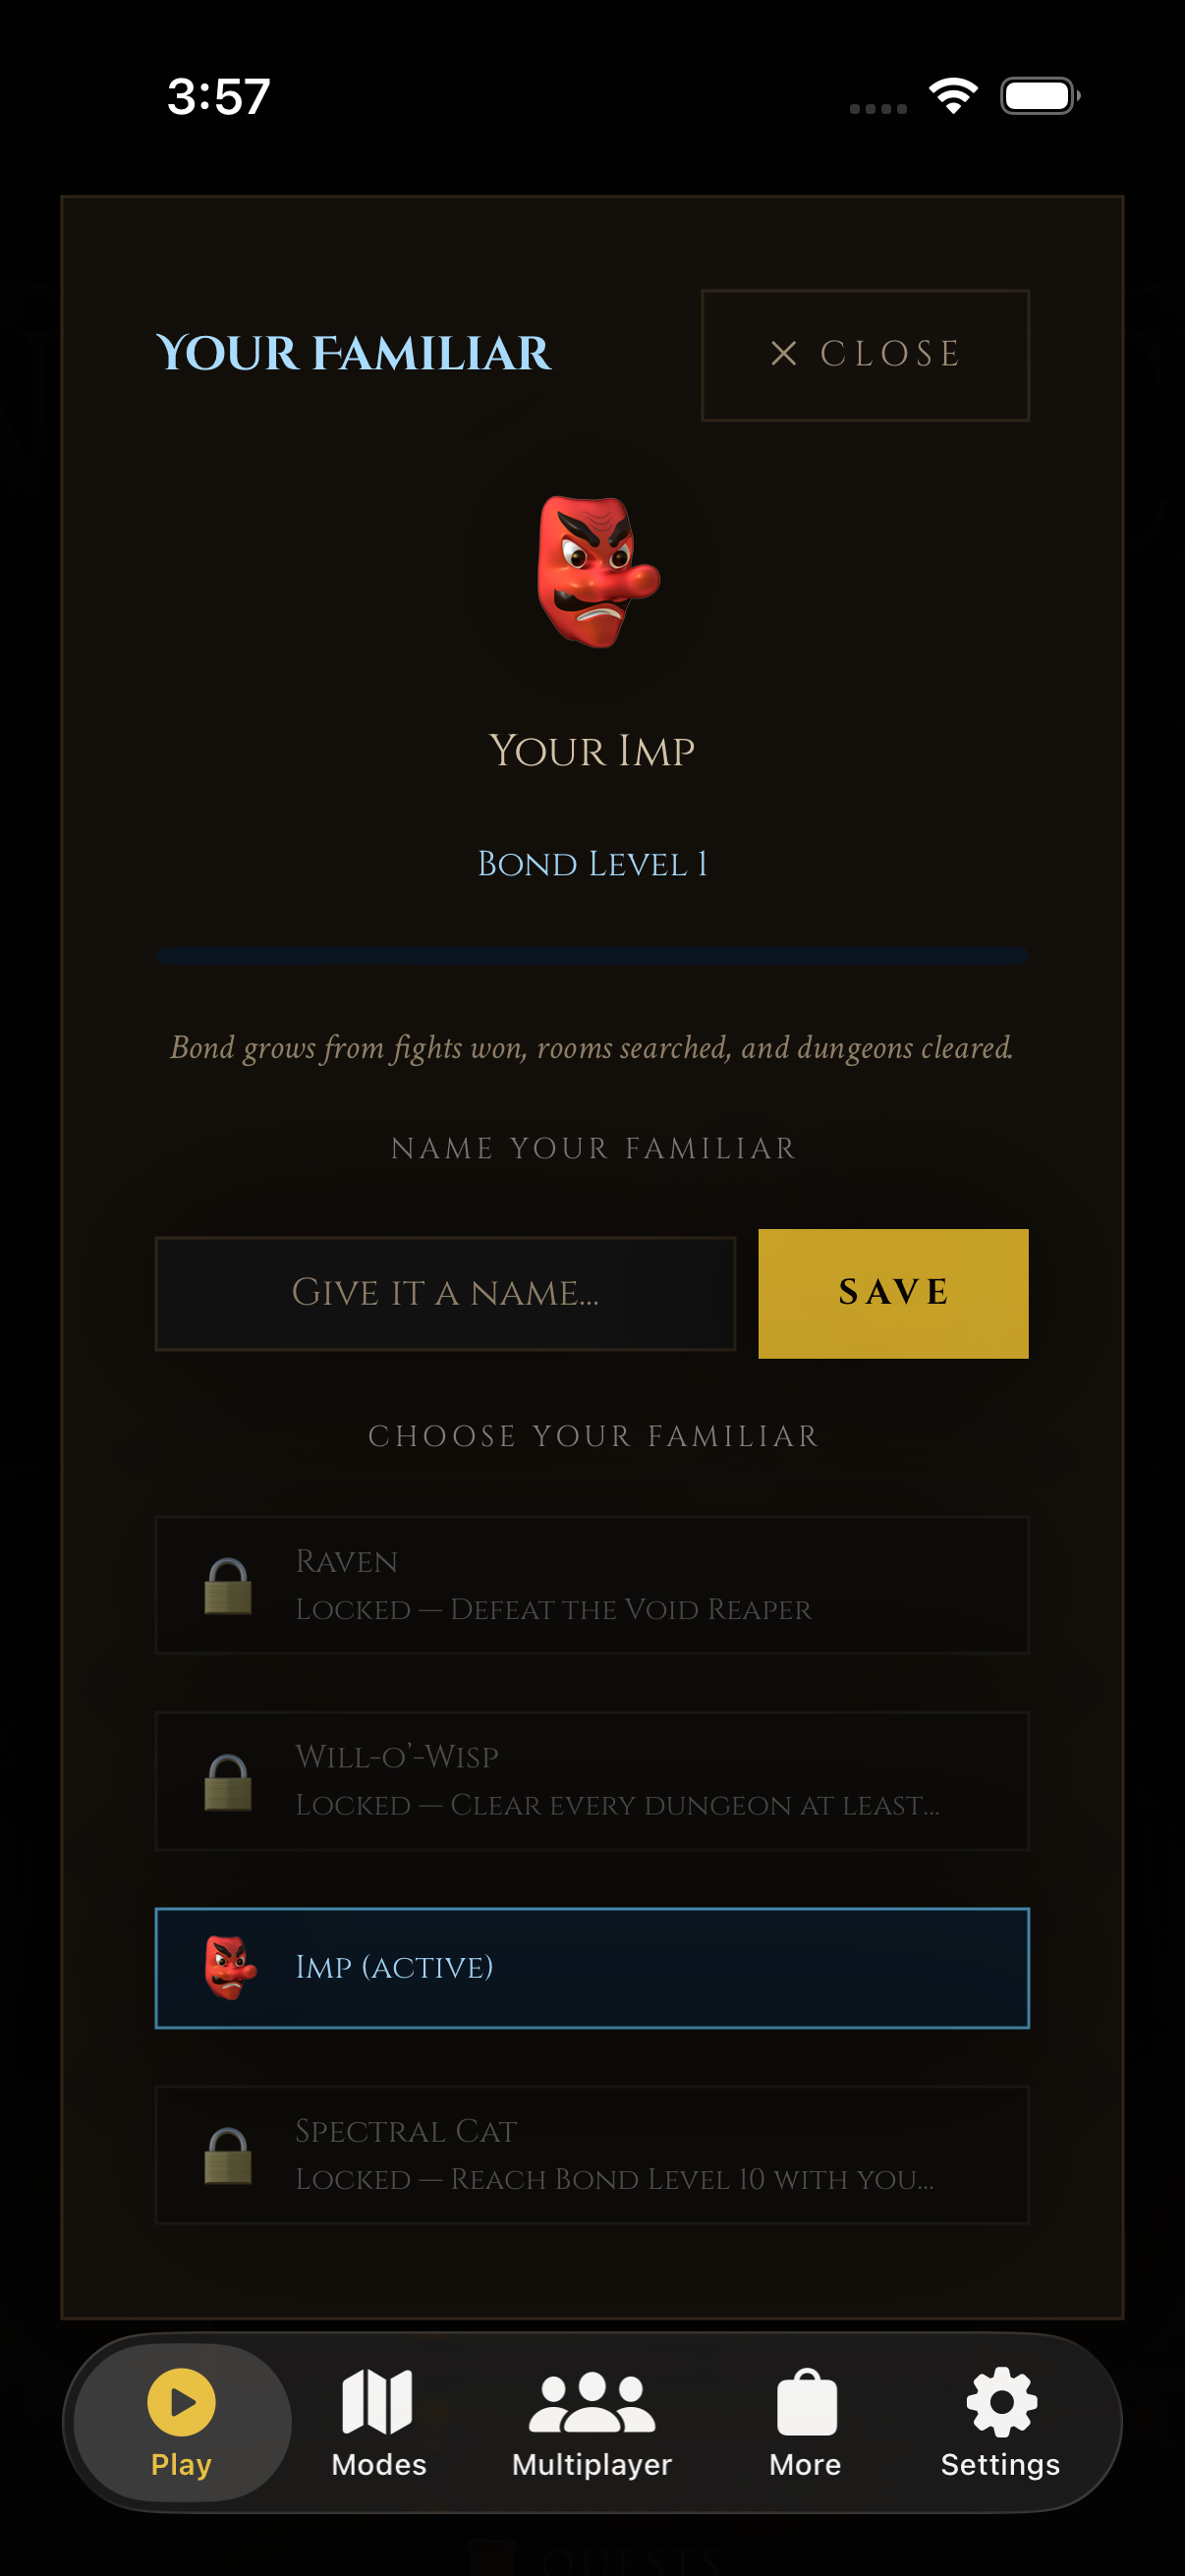 3:57
Your Familiar
× CLOSE
Your Imp
Bond Level 1
Bond grows from fights won, rooms searched, and dungeons cleared.
NAME YOUR FAMILIAR
Give it a name...
SAVE
CHOOSE YOUR FAMILIAR
Raven
Locked — Defeat the Void Reaper
Will-o'-Wisp
Locked — Clear every dungeon at least...
Imp (active)
Spectral Cat
Locked — Reach Bond Level 10 with you...
Play
Modes
Multiplayer
More
Settings
QUESTS